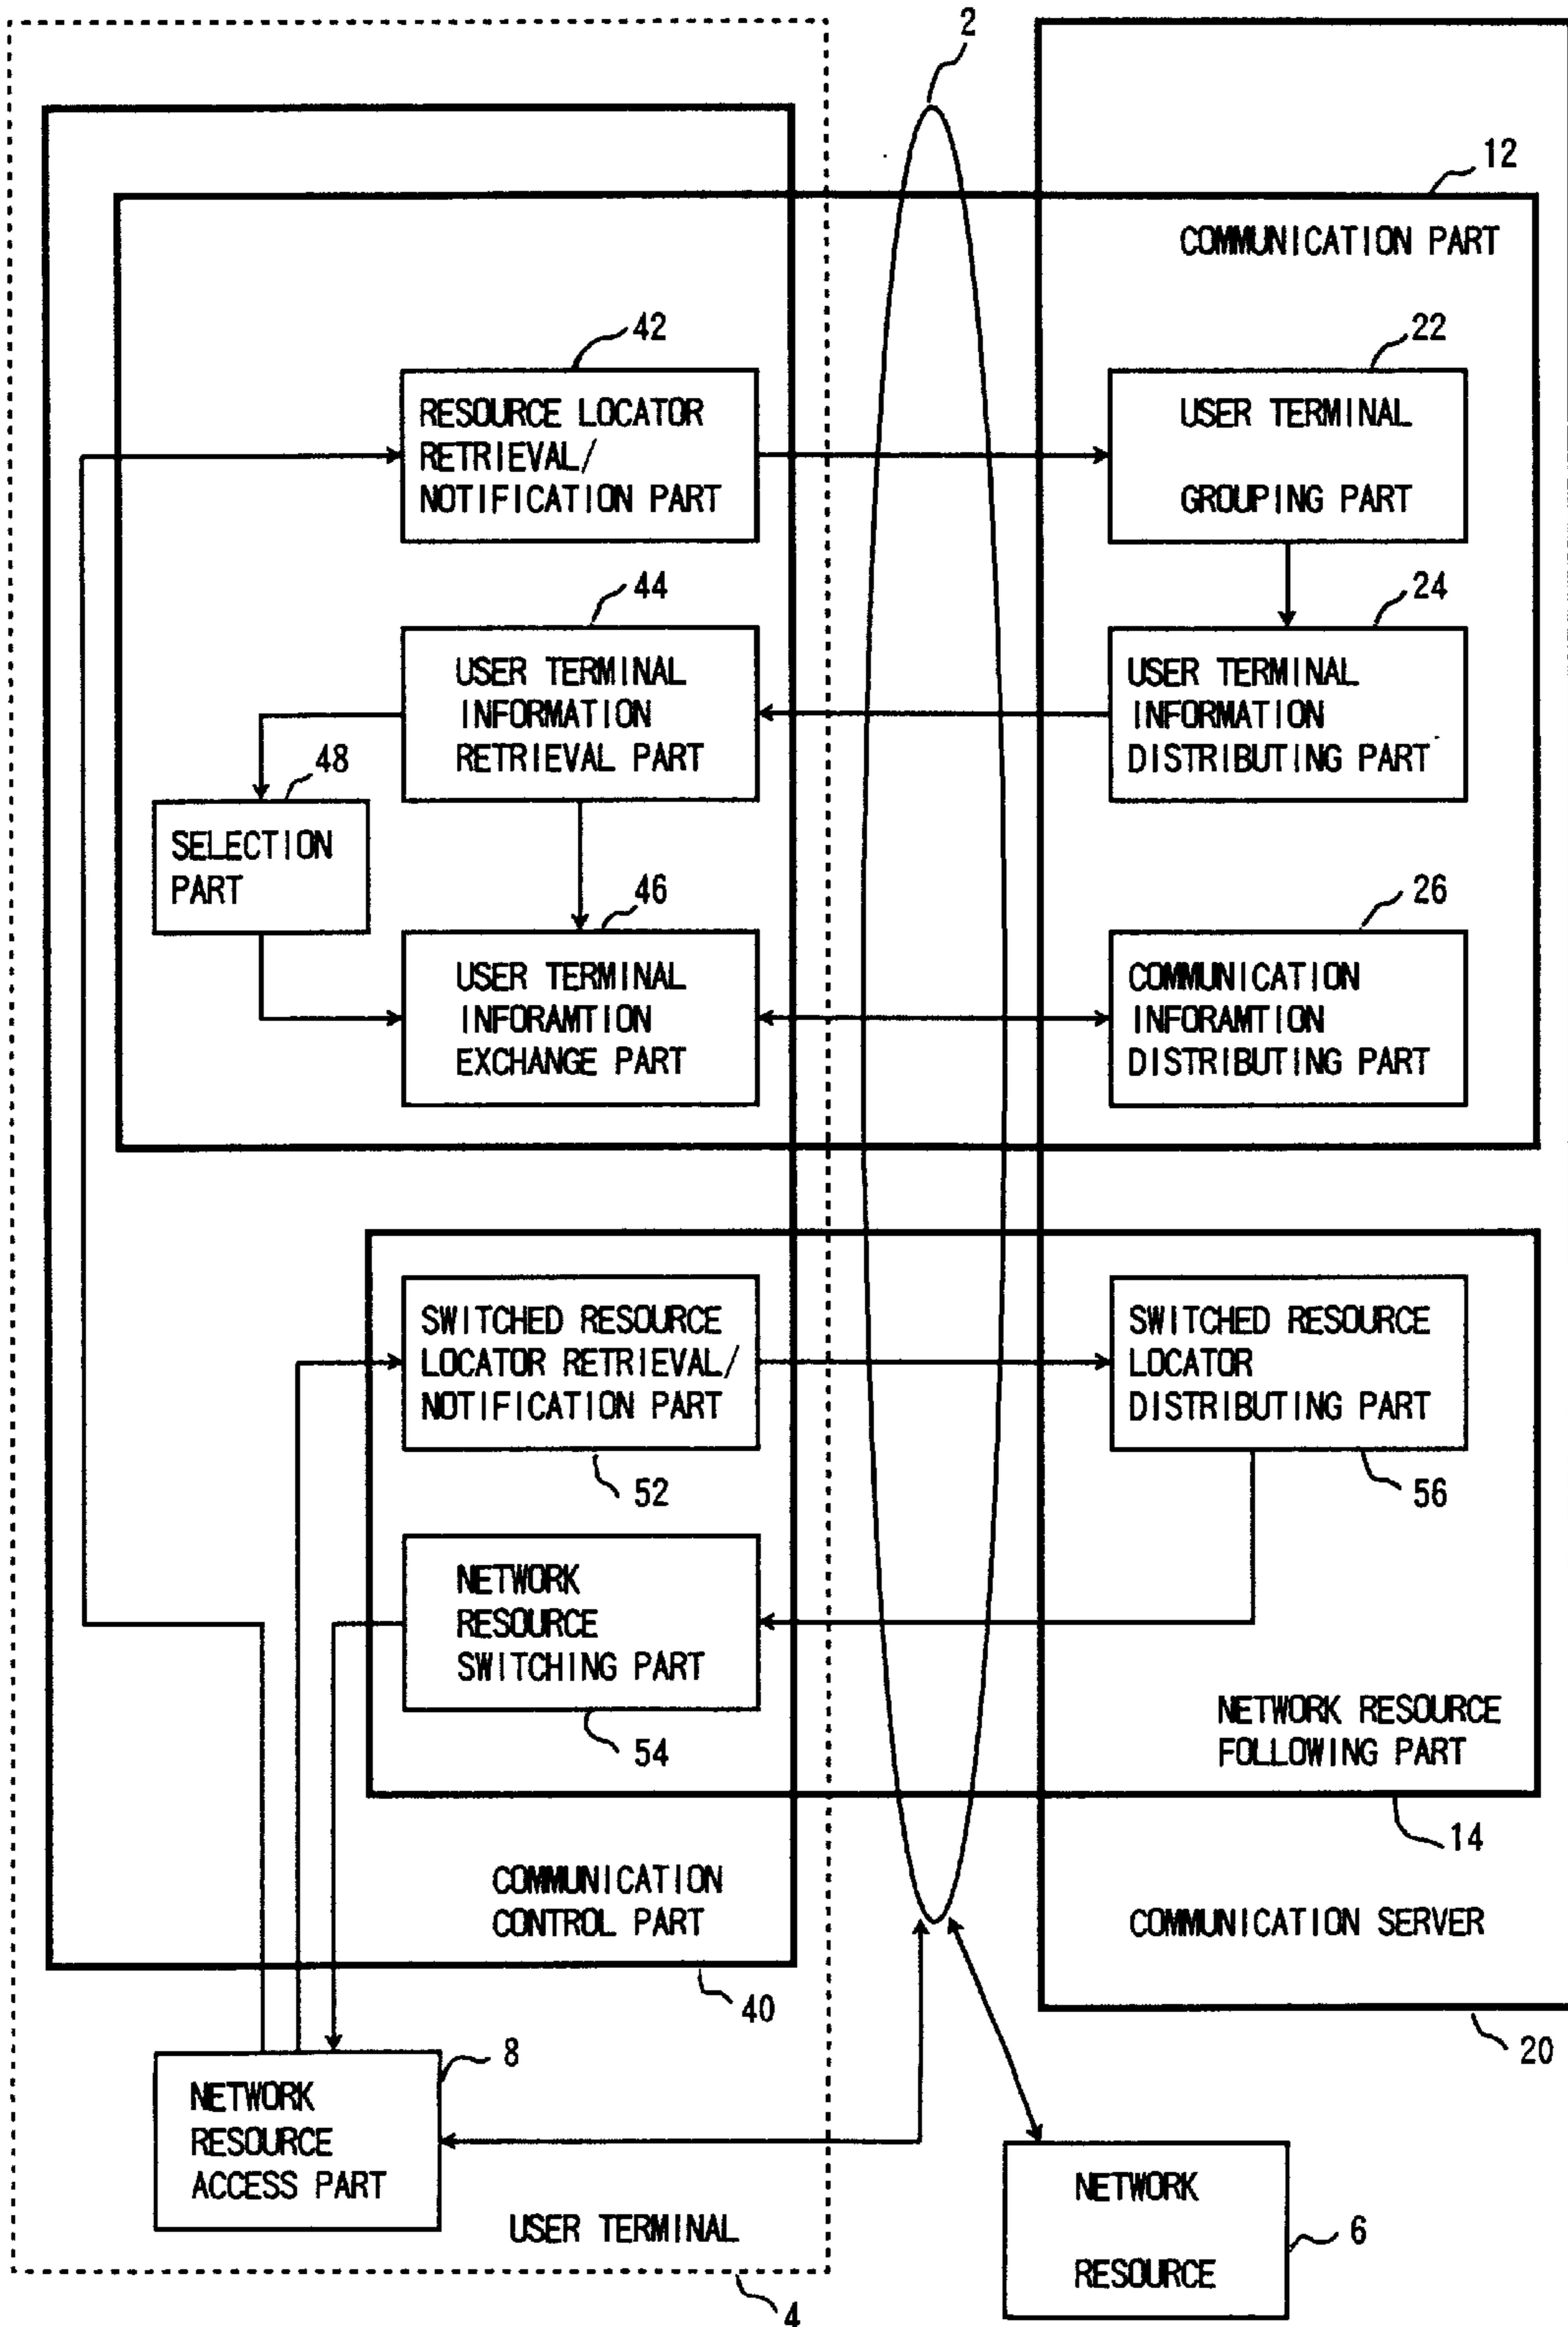 2
12
COMMUNICATION PART
42
22
RESOURCE LOCATOR
RETRIEVAL/
NOTIFICATION PART
USER TERMINAL
GROUPING PART
44
24
USER TERMINAL
INFORMATION
RETRIEVAL PART
USER TERMINAL
INFORMATION
DISTRIBUTING PART
48
SELECTION
PART
46
26
USER TERMINAL
INFORAMTION
EXCHANGE PART
COMMUNICATION
INFORAMTION
DISTRIBUTING PART
SWITCHED RESOURCE
LOCATOR RETRIEVAL/
NOTIFICATION PART
SWITCHED RESOURCE
LOCATOR
DISTRIBUTING PART
52
56
NETWORK
RESOURCE
SWITCHING PART
54
NETWORK RESOURCE
FOLLOWING PART
14
COMMUNICATION
CONTROL PART
COMMUNICATION SERVER
40
20
8
NETWORK
RESOURCE
ACCESS PART
USER TERMINAL
4
NETWORK
RESOURCE
6